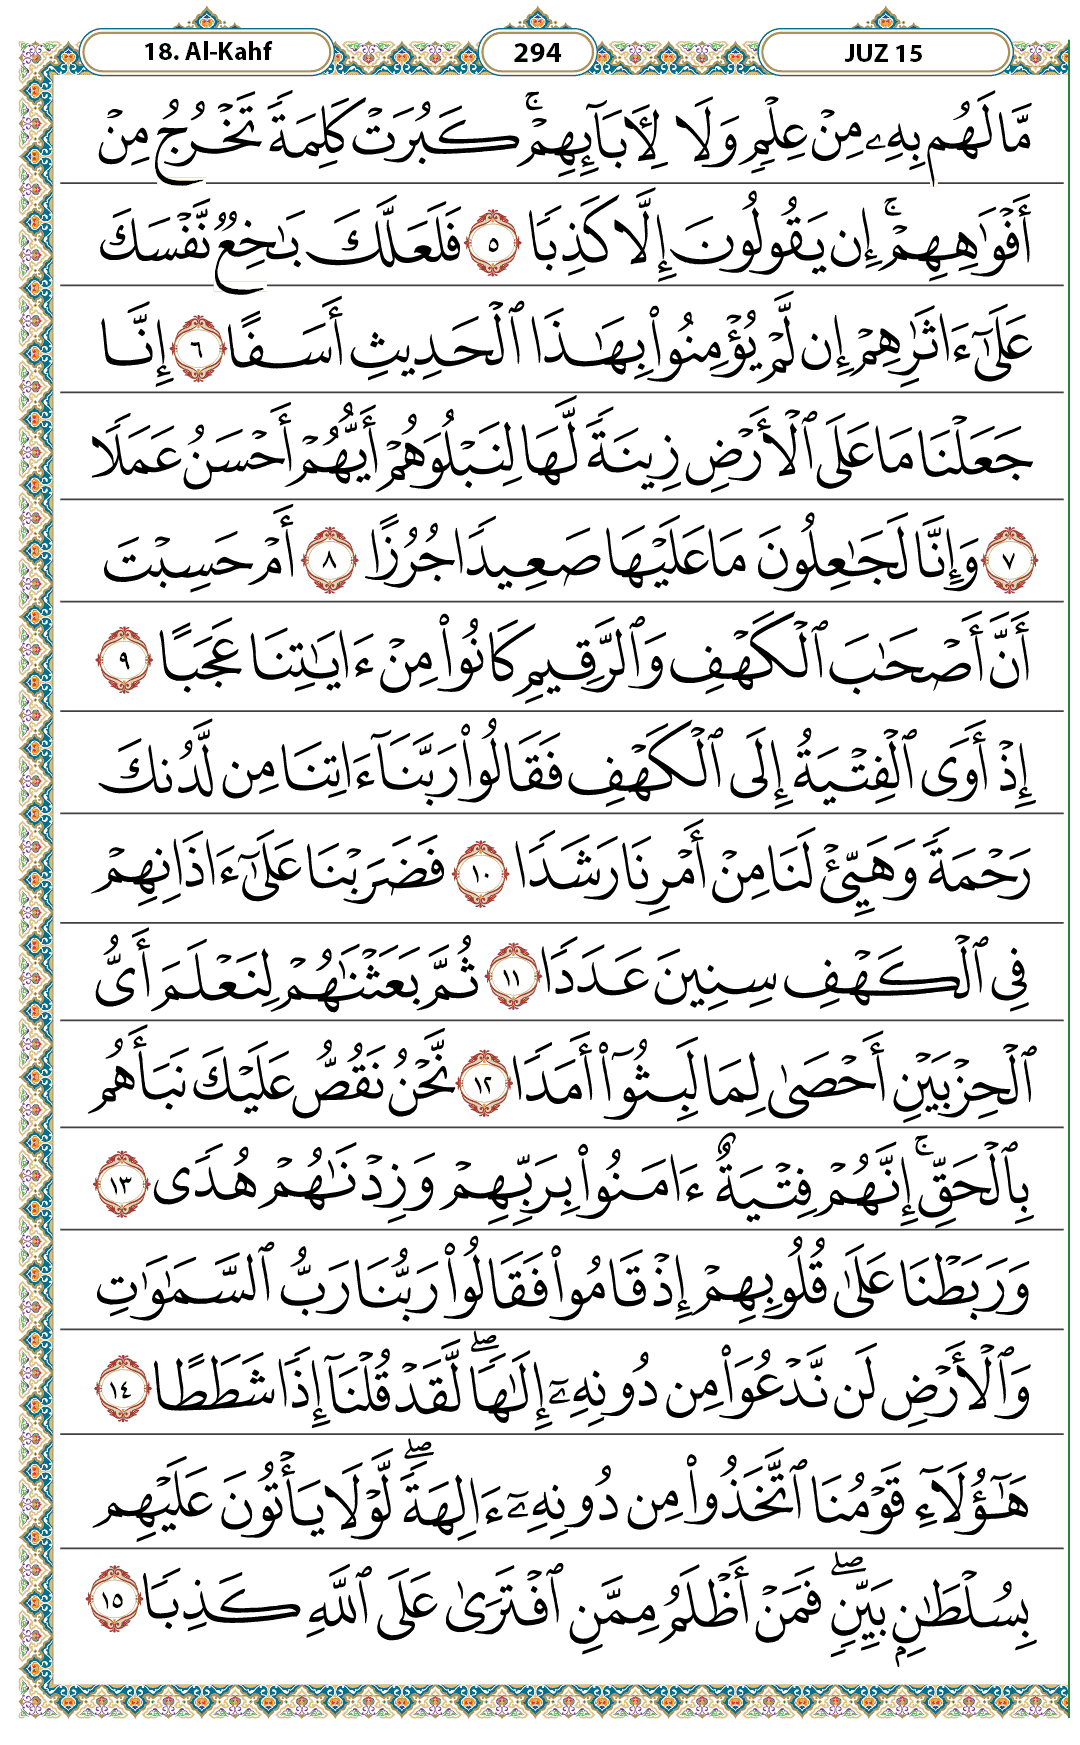 18. Al-Kahf
294
JUZ 15
مَّا لَهُم بِهِۦ مِنْ عِلْمٍ وَلَا لِأٓبَآئِهِمْ ۚ كَبُرَتْ كَلِمَةً تَخْرُجُ مِنْ
أَفْوَٰهِهِمْ ۚ إِن يَقُولُونَ إِلَّا كَذِبًا ٥ فَلَعَلَّكَ بَـٰخِعٌ نَّفْسَكَ
عَلَىٰٓ ءَاثَـٰرِهِمْ إِن لَّمْ يُؤْمِنُوا۟ بِهَـٰذَا ٱلْحَدِيثِ أَسَفًا ٦ إِنَّا
جَعَلْنَا مَا عَلَى ٱلْأَرْضِ زِينَةً لَّهَا لِنَبْلُوَهُمْ أَيُّهُمْ أَحْسَنُ عَمَلًا
٧ وَإِنَّا لَجَـٰعِلُونَ مَا عَلَيْهَا صَعِيدًا جُرُزًا ٨ أَمْ حَسِبْتَ
أَنَّ أَصْحَـٰبَ ٱلْكَهْفِ وَٱلرَّقِيمِ كَانُوا۟ مِنْ ءَايَـٰتِنَا عَجَبًا ٩
إِذْ أَوَى ٱلْفِتْيَةُ إِلَى ٱلْكَهْفِ فَقَالُوا۟ رَبَّنَآ ءَاتِنَا مِن لَّدُنكَ
رَحْمَةً وَهَيِّئْ لَنَا مِنْ أَمْرِنَا رَشَدًا ١٠ فَضَرَبْنَا عَلَىٰٓ ءَاذَانِهِمْ
فِى ٱلْكَهْفِ سِنِينَ عَدَدًا ١١ ثُمَّ بَعَثْنَـٰهُمْ لِنَعْلَمَ أَىُّ
ٱلْحِزْبَيْنِ أَحْصَىٰ لِمَا لَبِثُوٓا۟ أَمَدًا ١٢ نَّحْنُ نَقُصُّ عَلَيْكَ نَبَأَهُم
بِٱلْحَقِّ ۚ إِنَّهُمْ فِتْيَةٌ ءَامَنُوا۟ بِرَبِّهِمْ وَزِدْنَـٰهُمْ هُدًى ١٣
وَرَبَطْنَا عَلَىٰ قُلُوبِهِمْ إِذْ قَامُوا۟ فَقَالُوا۟ رَبُّنَا رَبُّ ٱلسَّمَـٰوَٰتِ
وَٱلْأَرْضِ لَن نَّدْعُوَا۟ مِن دُونِهِۦٓ إِلَـٰهًا ۖ لَّقَدْ قُلْنَآ إِذًا شَطَطًا ١٤
هَـٰٓؤُلَآءِ قَوْمُنَا ٱتَّخَذُوا۟ مِن دُونِهِۦٓ ءَالِهَةً ۖ لَّوْلَا يَأْتُونَ عَلَيْهِم
بِسُلْطَـٰنٍۭ بَيِّنٍ ۖ فَمَنْ أَظْلَمُ مِمَّنِ ٱفْتَرَىٰ عَلَى ٱللَّهِ كَذِبًا ١٥